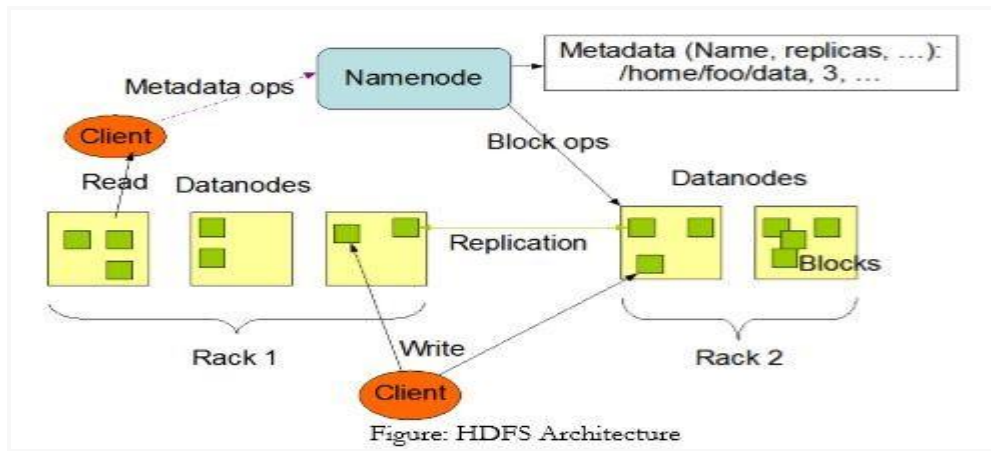 Metadata (Name, replicas, …):
/home/foo/data, 3, …
Namenode
Metadata ops
Client
Block ops
Read
Datanodes
Datanodes
Replication
Blocks
Rack 1
Write
Rack 2
Client
Figure: HDFS Architecture